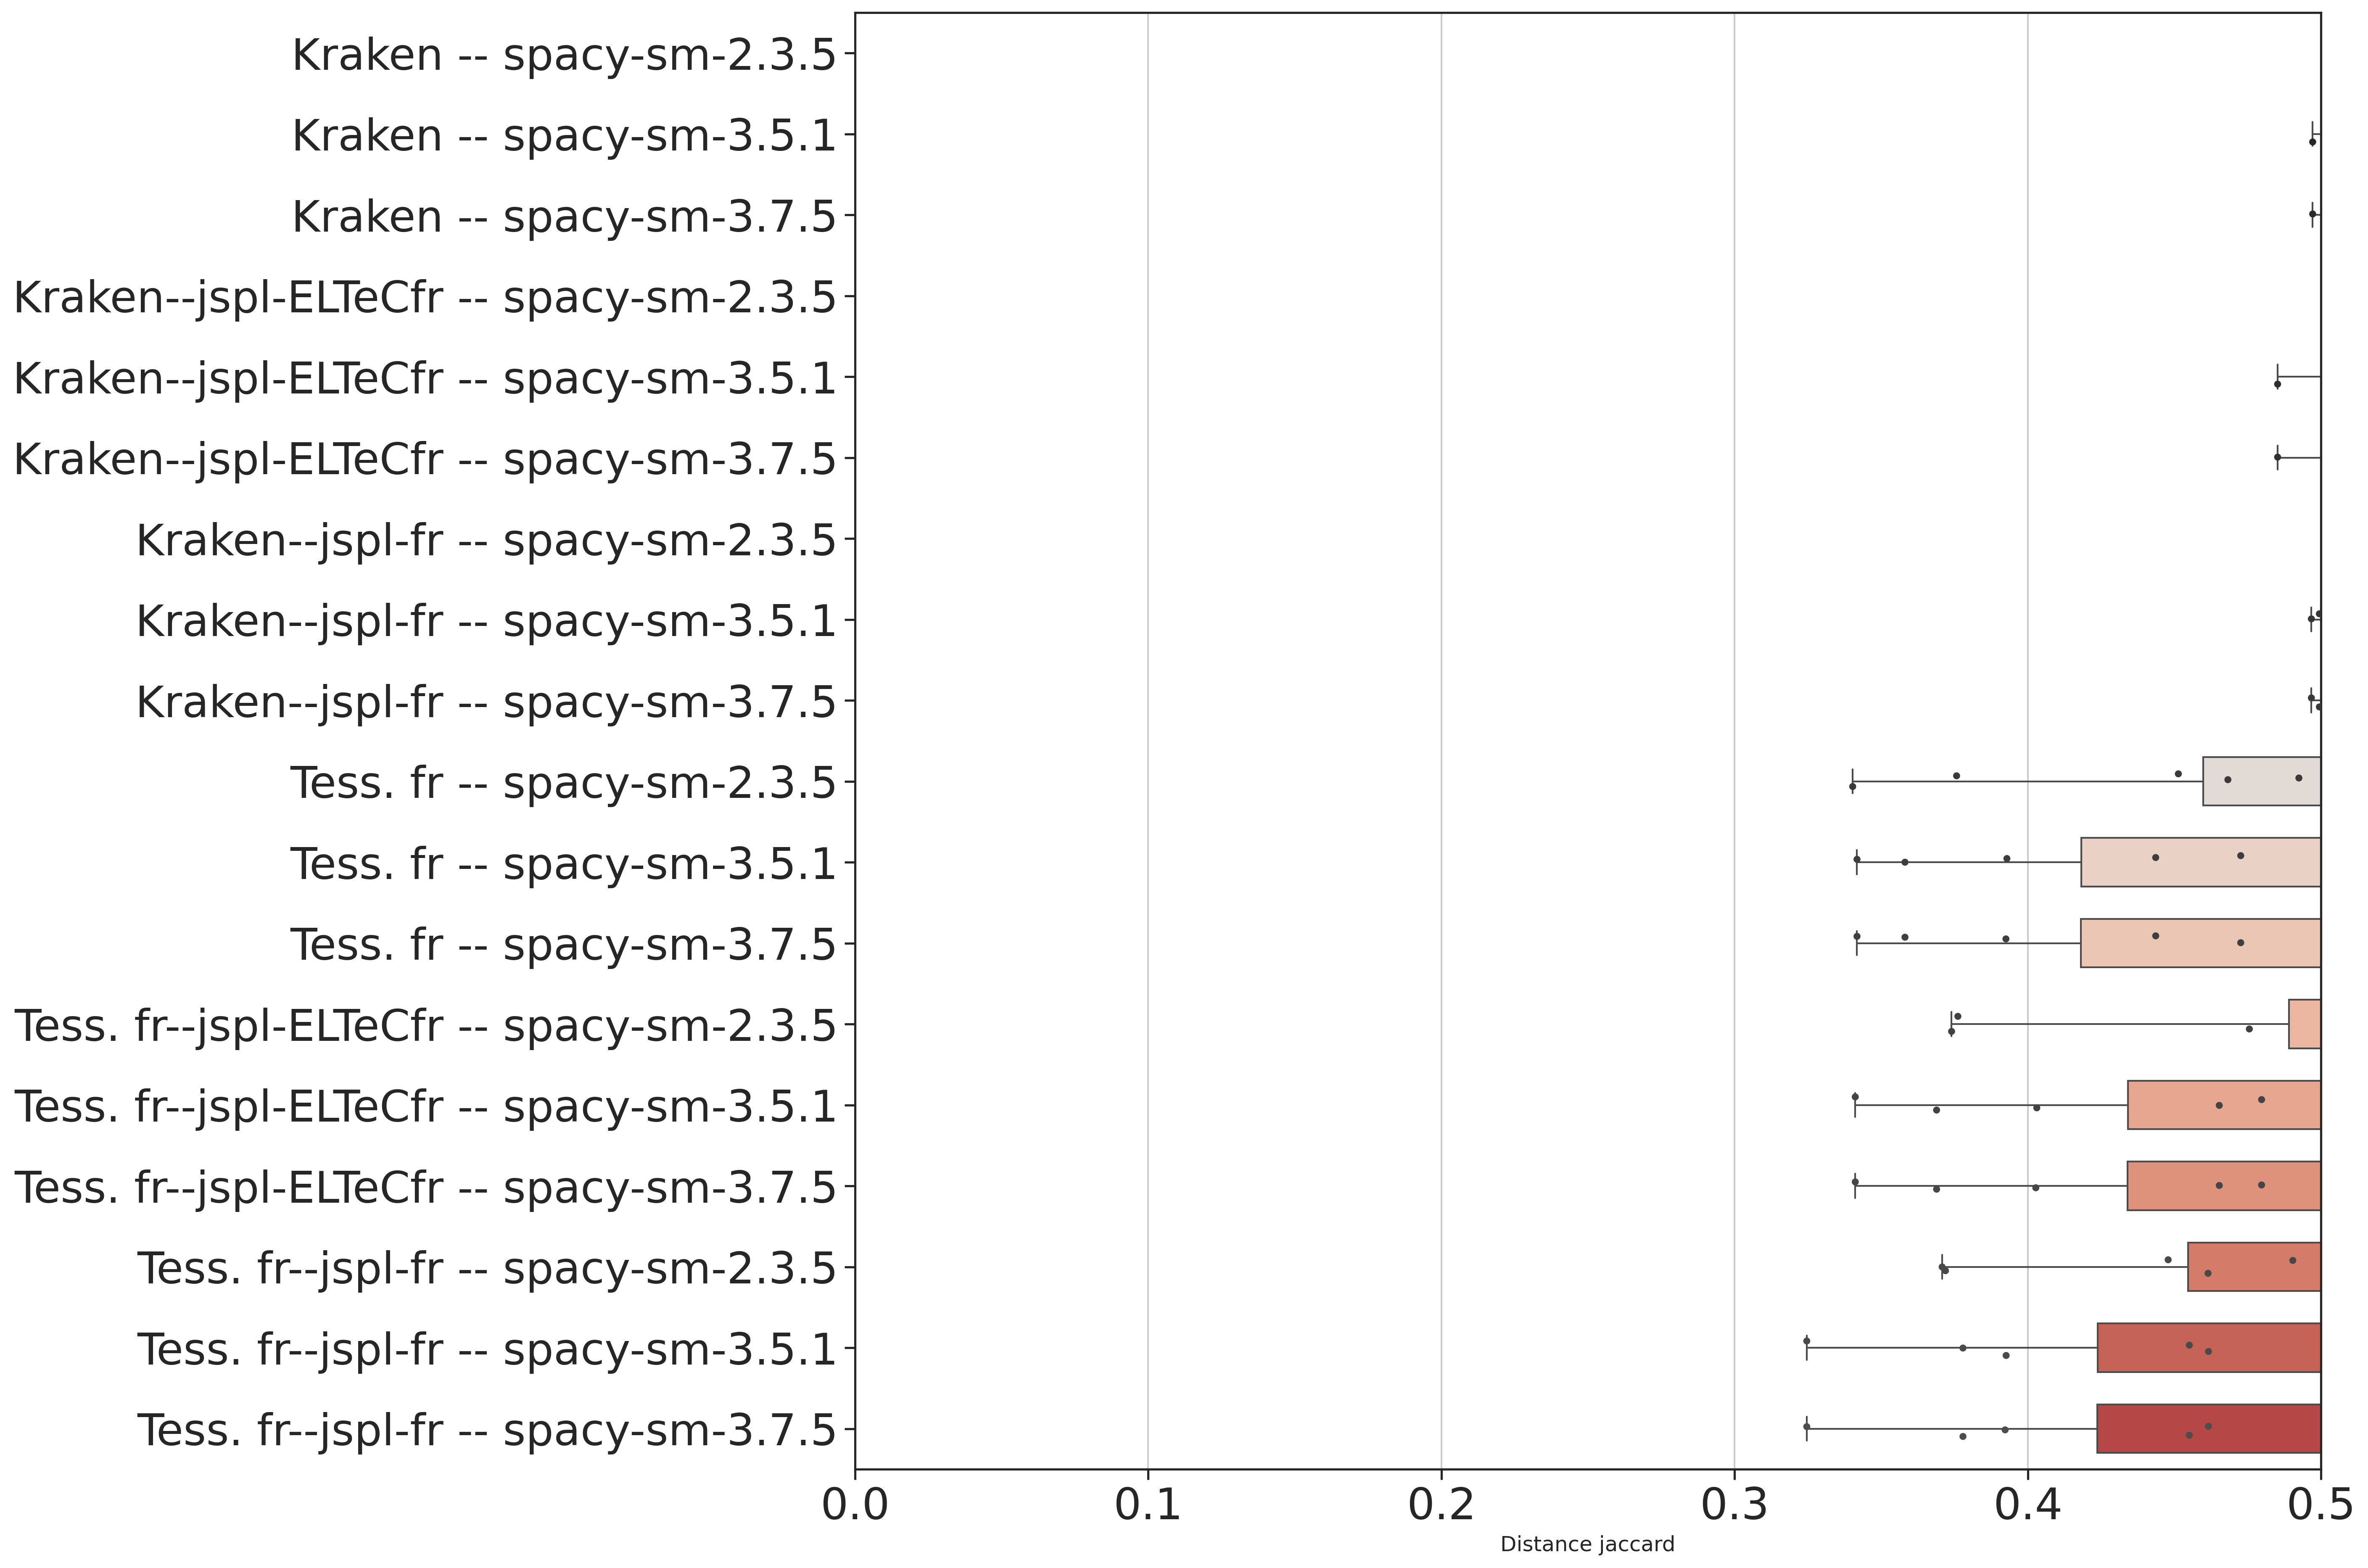 Kraken -- spacy-sm-2.3.5
Kraken -- spacy-sm-3.5.1
Kraken -- spacy-sm-3.7.5
Kraken--jspl-ELTeCfr -- spacy-sm-2.3.5
Kraken--jspl-ELTeCfr -- spacy-sm-3.5.1
Kraken--jspl-ELTeCfr -- spacy-sm-3.7.5
Kraken--jspl-fr -- spacy-sm-2.3.5
Kraken--jspl-fr -- spacy-sm-3.5.1
Kraken--jspl-fr -- spacy-sm-3.7.5
Tess. fr -- spacy-sm-2.3.5
Tess. fr -- spacy-sm-3.5.1
Tess. fr -- spacy-sm-3.7.5
Tess. fr--jspl-ELTeCfr -- spacy-sm-2.3.5
Tess. fr--jspl-ELTeCfr -- spacy-sm-3.5.1
Tess. fr--jspl-ELTeCfr -- spacy-sm-3.7.5
Tess. fr--jspl-fr -- spacy-sm-2.3.5
Tess. fr--jspl-fr -- spacy-sm-3.5.1
Tess. fr--jspl-fr -- spacy-sm-3.7.5
0.0 0.1 0.2 0.3 0.4 0.5
Distance jaccard